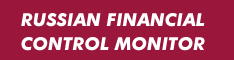 RUSSIAN FINANCIAL
CONTROL MONITOR